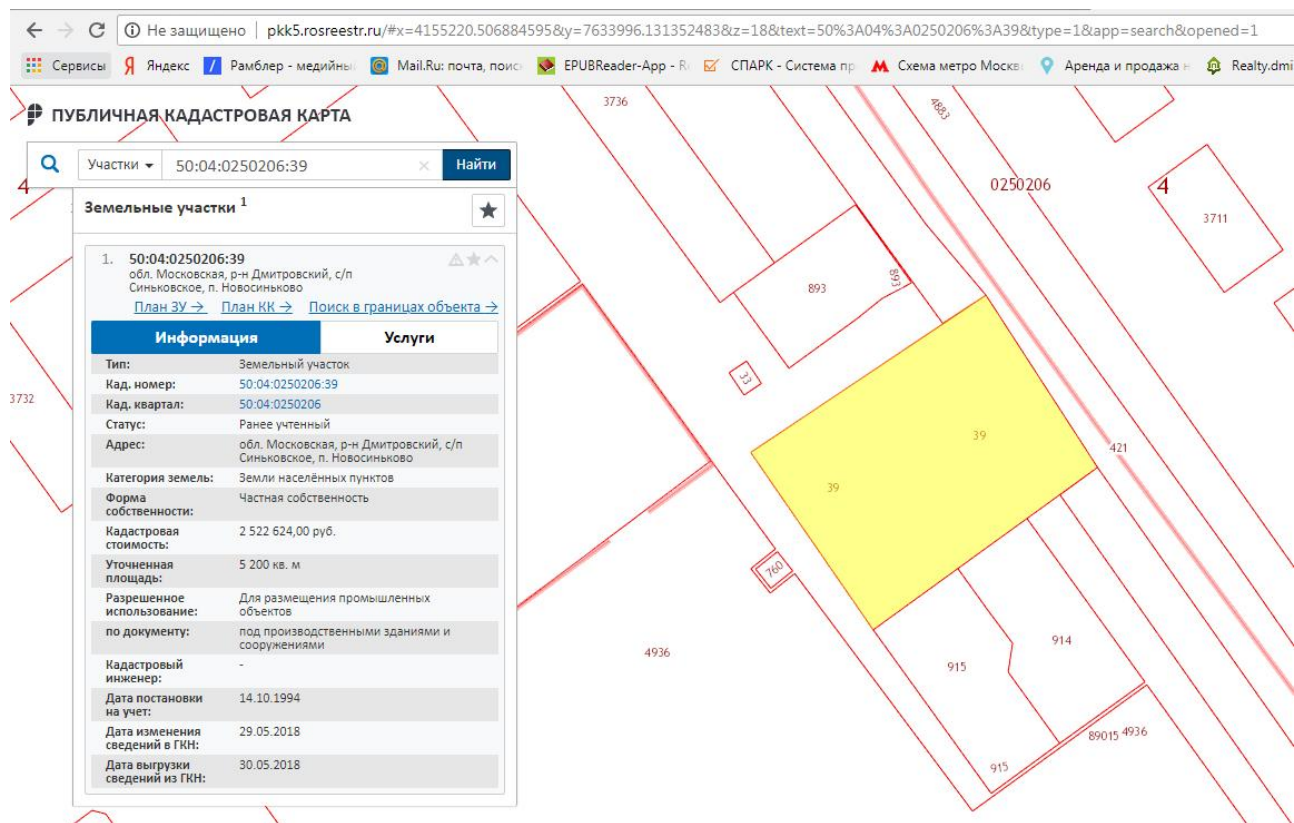 Не защищено | pkk5.rosreestr.ru/#x=4155220.506884595&y=7633996.131352483&z=18&text=50%3A04%3A0250206%3A39&type=1&app=search&opened=1
Сервисы Яндекс Рамблер - медийны Mail.Ru: почта, поис EPUBReader-App - R СПАРК - Система пр Схема метро Москв Аренда и продажа н Realty.dmi
ПУБЛИЧНАЯ КАДАСТРОВАЯ КАРТА
Участки 50:04:0250206:39 × Найти
Земельные участки 1
1. 50:04:0250206:39
обл. Московская, р-н Дмитровский, с/п
Синьковское, п. Новосиньково
План ЗУ → План КК → Поиск в границах объекта →
Информация Услуги
Тип: Земельный участок
Кад. номер: 50:04:0250206:39
Кад. квартал: 50:04:0250206
Статус: Ранее учтенный
Адрес: обл. Московская, р-н Дмитровский, с/п
Синьковское, п. Новосиньково
Категория земель: Земли населённых пунктов
Форма Частная собственность
собственности:
Кадастровая 2 522 624,00 руб.
стоимость:
Уточненная 5 200 кв. м
площадь:
Разрешенное Для размещения промышленных
использование: объектов
по документу: под производственными зданиями и
сооружениями
Кадастровый -
инженер:
Дата постановки 14.10.1994
на учет:
Дата изменения 29.05.2018
сведений в ГКН:
Дата выгрузки 30.05.2018
сведений из ГКН:
3736
4883
0250206
4
4
3711
893
893
33
3732
39
421
39
760
4936
914
915
89015 4936
915